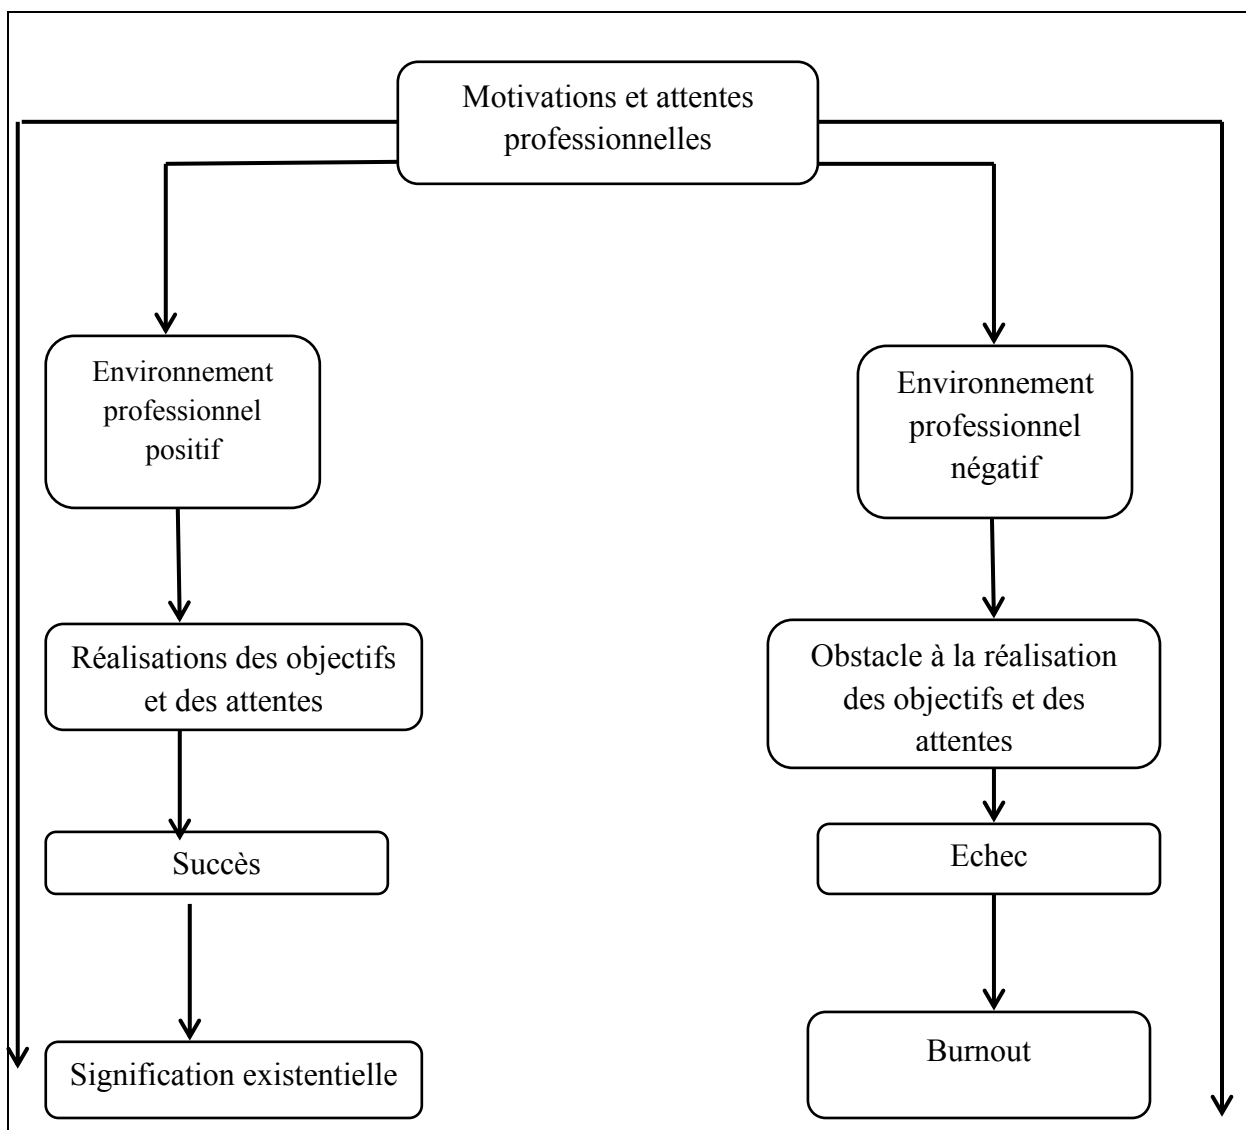 Motivations et attentes
professionnelles
Environnement
professionnel
positif
Environnement
professionnel
négatif
Réalisations des objectifs
et des attentes
Obstacle à la réalisation
des objectifs et des
attentes
Succès
Echec
Signification existentielle
Burnout